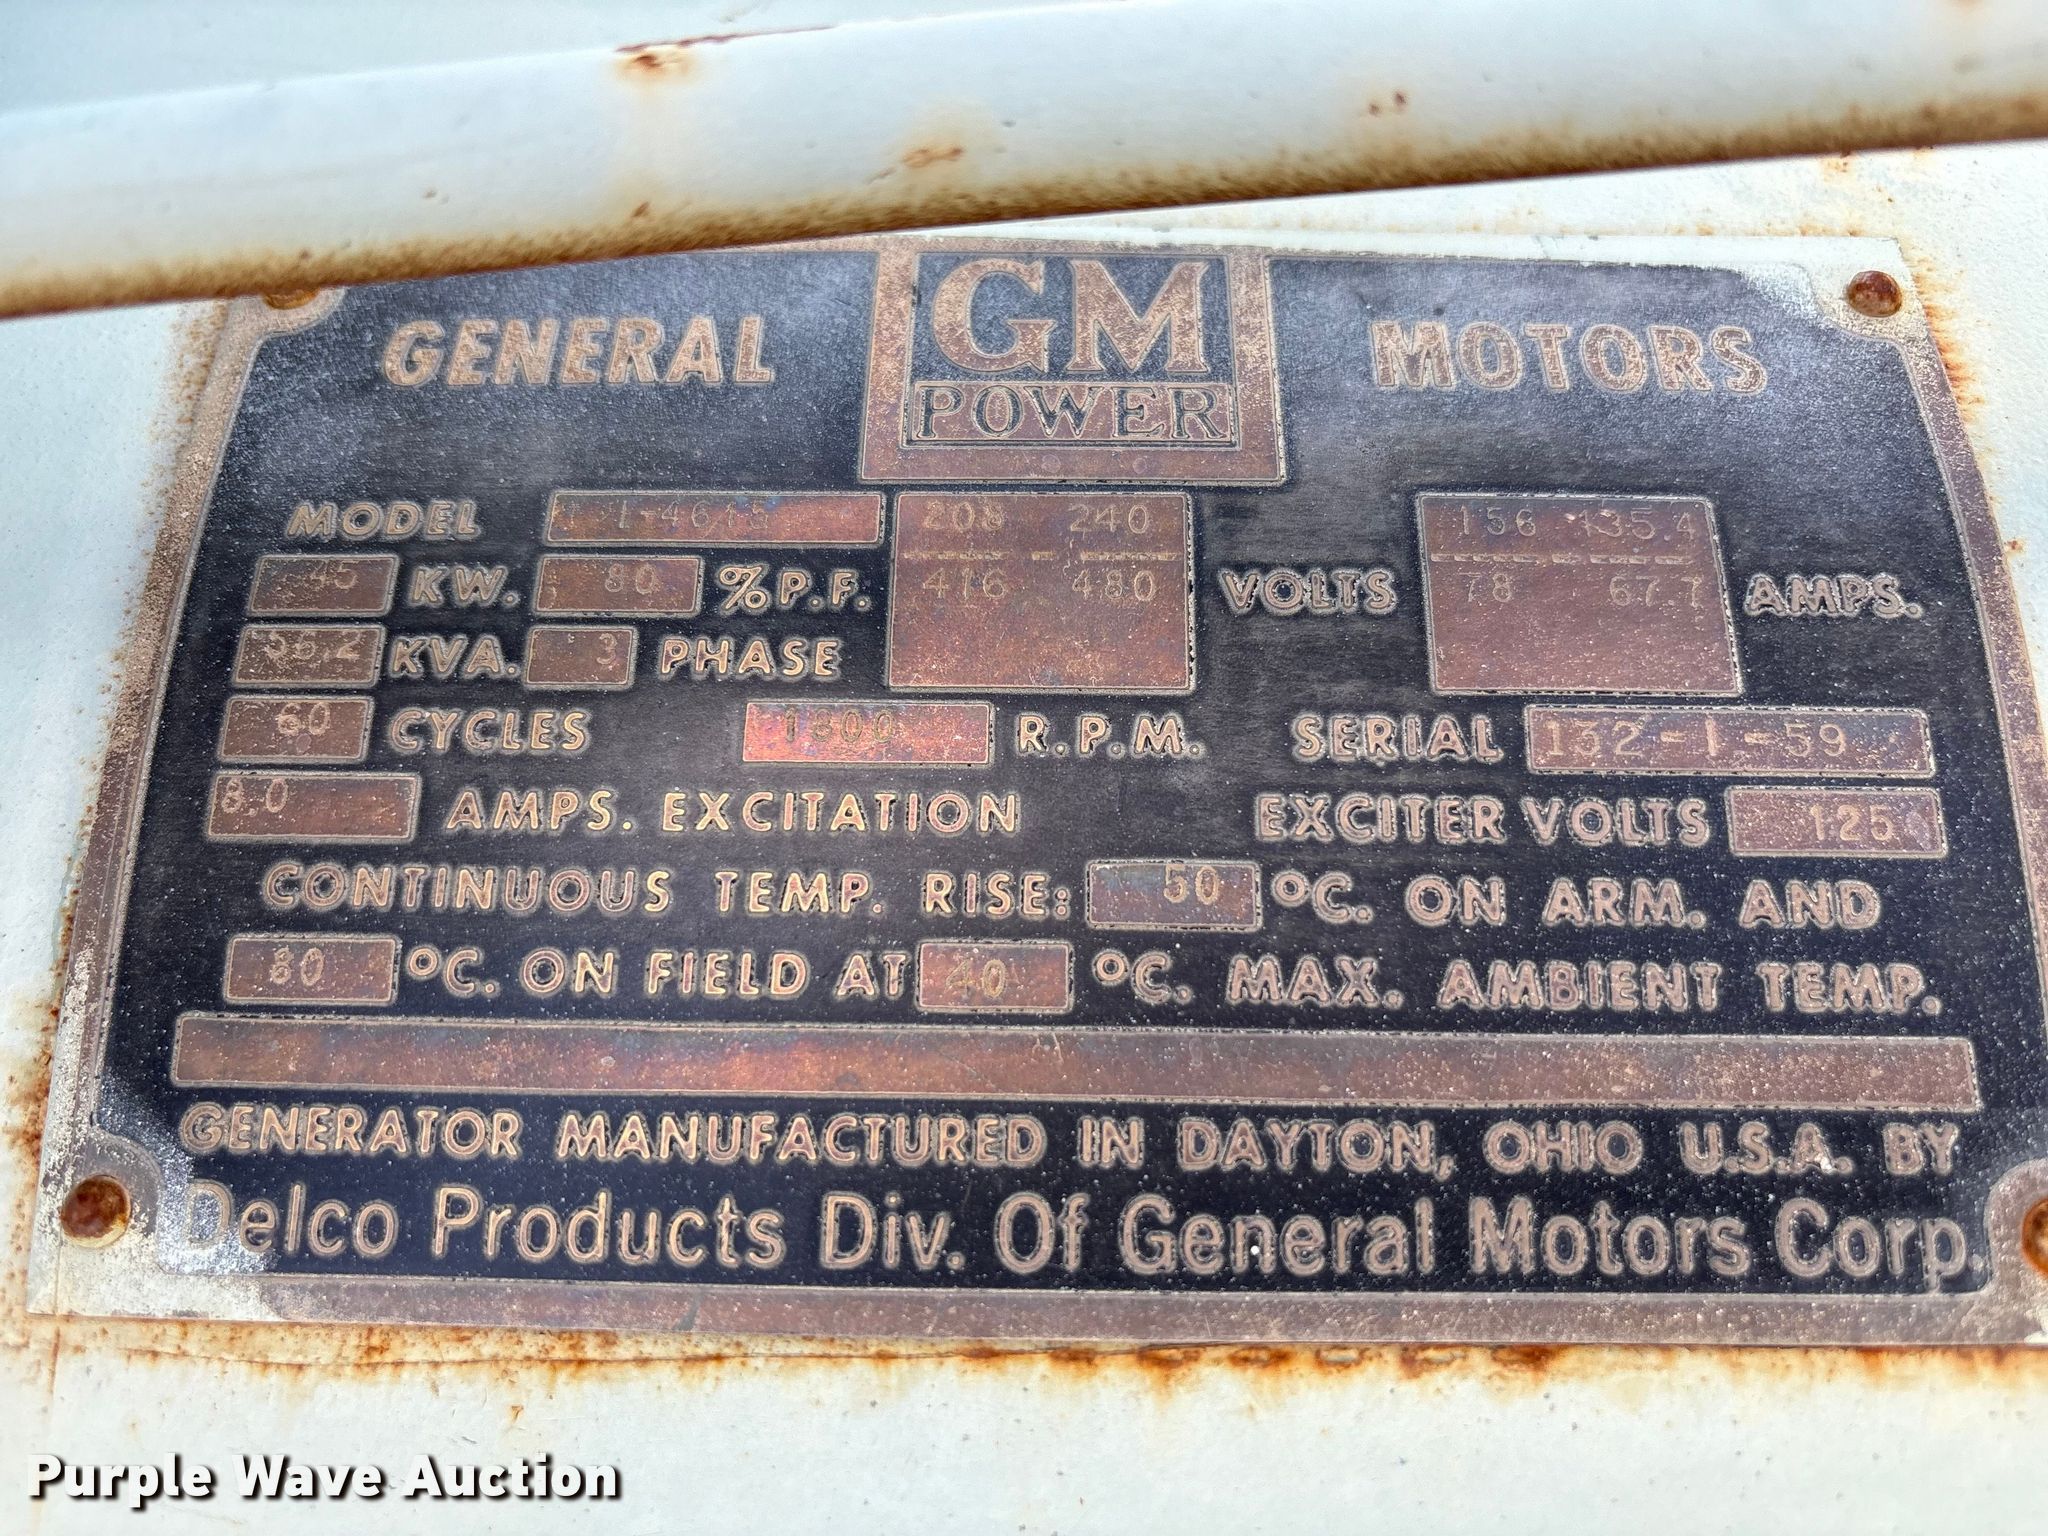 GENERAL GM POWER MOTORS
MODEL
208 240
416 480
VOLTS
156 135.4
78 67.7
AMPS.
45 KW. 80 % P.F.
56.2 KVA. 3 PHASE
60 CYCLES 1800 R.P.M. SERIAL 132-1-59
8.0 AMPS. EXCITATION EXCITER VOLTS 125
CONTINUOUS TEMP. RISE: 50 °C. ON ARM. AND
°C. ON FIELD AT 40 °C. MAX. AMBIENT TEMP.
GENERATOR MANUFACTURED IN DAYTON, OHIO U.S.A. BY
Delco Products Div. Of General Motors Corp.
Purple Wave Auction